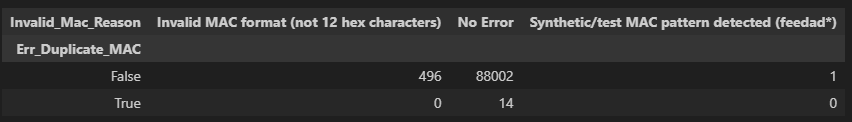 Invalid_Mac_Reason Invalid MAC format (not 12 hex characters) No Error Synthetic/test MAC pattern detected (feedad*)
Err_Duplicate_MAC
False 496 88002 1
True 0 14 0